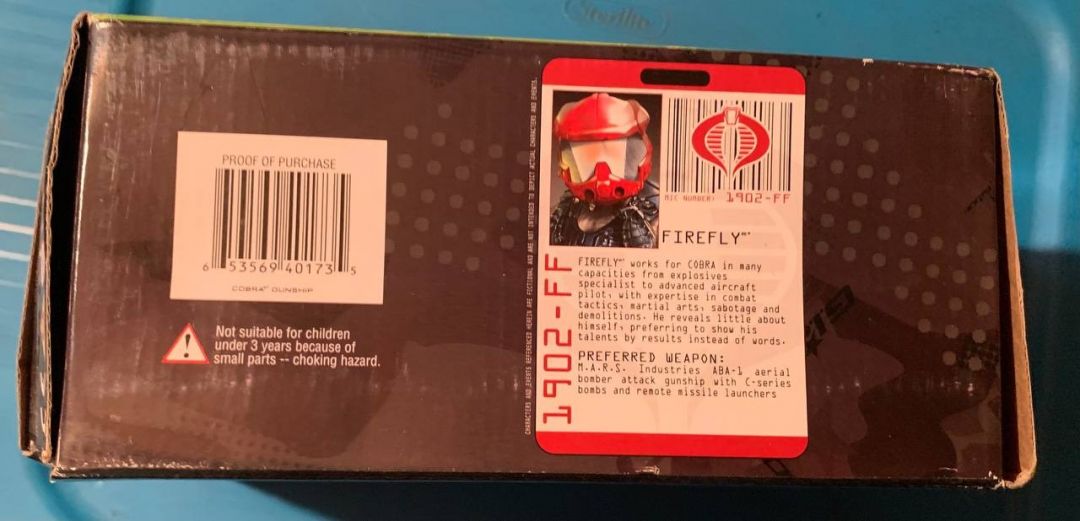 Sterilite
PROOF OF PURCHASE
6 53569 40173 5
COBRA™ GUNSHIP
Not suitable for children
under 3 years because of
small parts -- choking hazard.
CHARACTERS AND EVENTS REFERENCED HEREIN ARE FICTIONAL AND ARE NOT INTENDED TO DEPICT ACTUAL CHARACTERS AND EVENTS.
1902-FF
MIC NUMBER: 1902-FF
FIREFLY™
FIREFLY™ works for COBRA in many
capacities from explosives
specialist to advanced aircraft
pilot, with expertise in combat
tactics, martial arts, sabotage and
demolitions. He reveals little about
himself, preferring to show his
talents by results instead of words.
PREFERRED WEAPON:
M.A.R.S. Industries ABA-1 aerial
bomber attack gunship with C-series
bombs and remote missile launchers